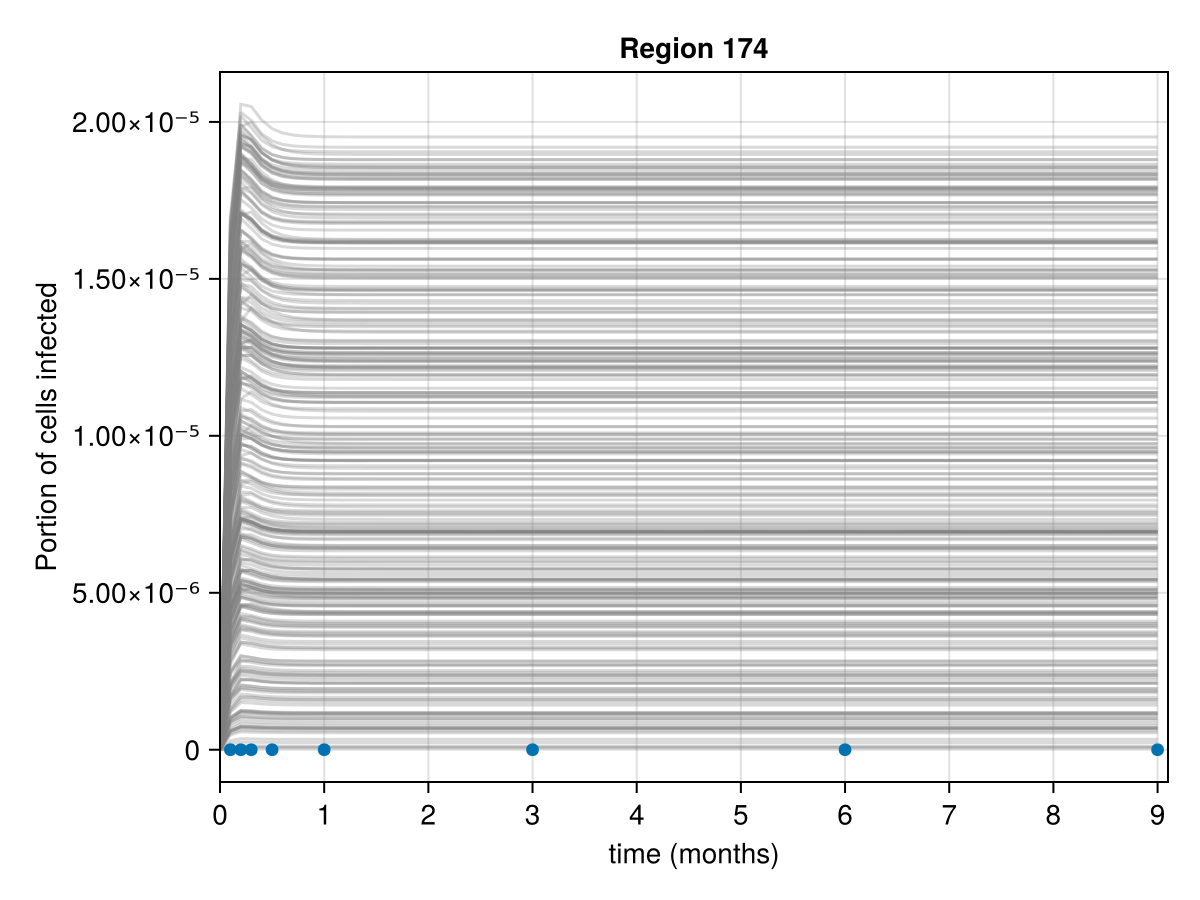 Region 174
Portion of cells infected
2.00×10⁻⁵
1.50×10⁻⁵
1.00×10⁻⁵
5.00×10⁻⁶
0
0 1 2 3 4 5 6 7 8 9
time (months)